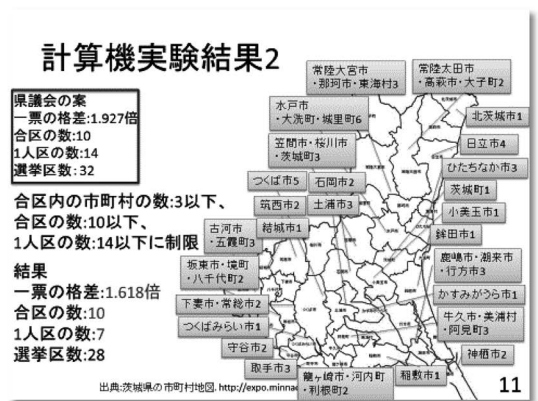 計算機実験結果2
県議会の案
一票の格差:1.927倍
合区の数:10
1人区の数:14
選挙区数:32
合区内の市町村の数:3以下、
合区の数:10以下、
1人区の数:14以下に制限
結果
一票の格差:1.618倍
合区の数:10
1人区の数:7
選挙区数:28
常陸大宮市
・那珂市・東海村3
常陸太田市
・高萩市・大子町2
水戸市
・大洗町・城里町6
北茨城市1
笠間市・桜川市
・茨城町3
日立市4
ひたちなか市3
つくば市5
石岡市2
茨城町1
筑西市2
土浦市3
小美玉市1
古河市
・五霞町3
結城市1
鉾田市1
坂東市・境町
・八千代町2
鹿嶋市・潮来市
・行方市3
下妻市・常総市2
かすみがうら市1
つくばみらい市1
牛久市・美浦村
・阿見町3
守谷市2
神栖市2
取手市3
龍ヶ崎市・河内町
・利根町2
稲敷市1
出典:茨城県の市町村地図. http://expo.minnac
11